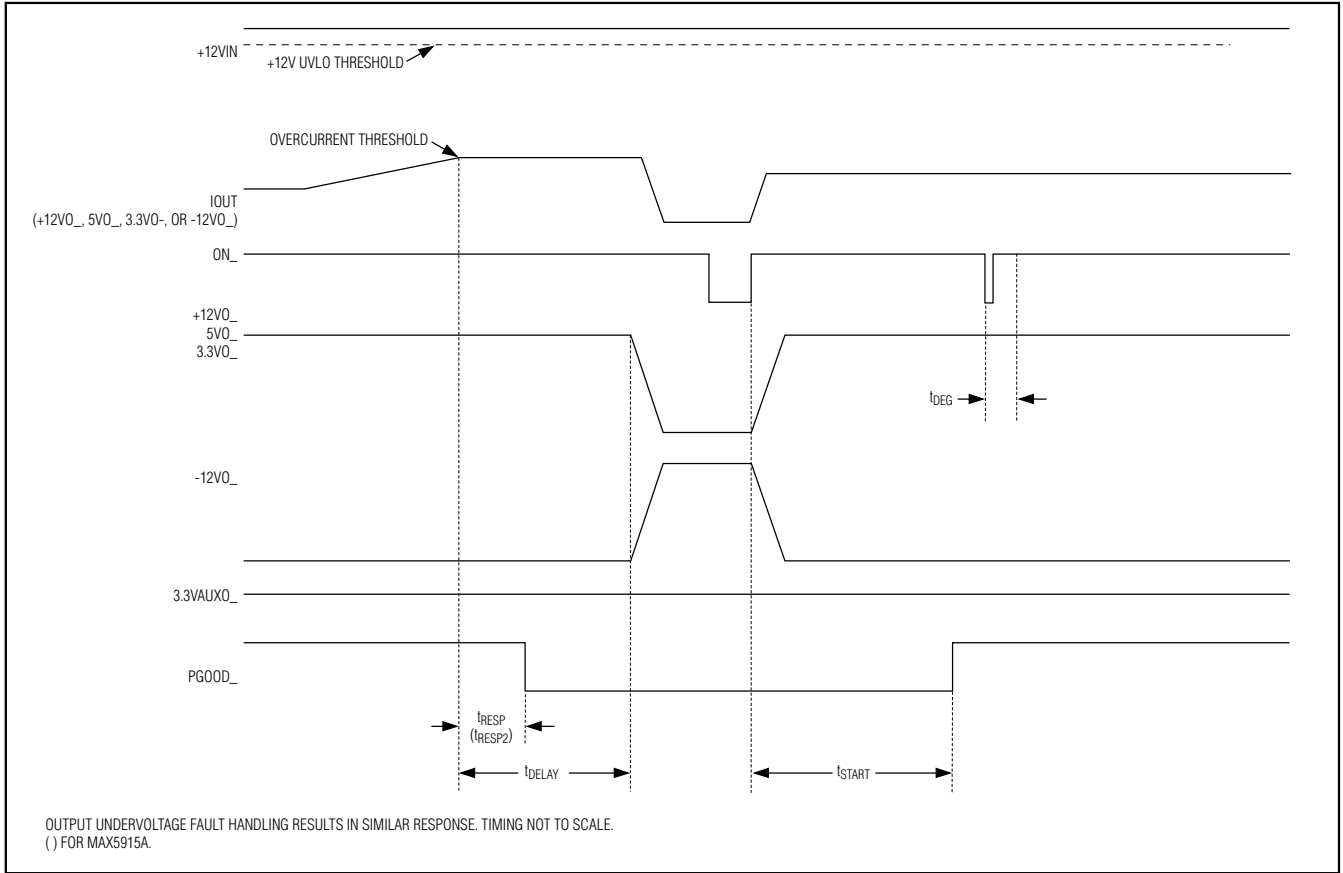 +12VIN
+12V UVLO THRESHOLD
OVERCURRENT THRESHOLD
IOUT
(+12VO_, 5VO_, 3.3VO-, OR -12VO_)
ON_
+12VO_
5VO_
3.3VO_
tDEG
-12VO_
3.3VAUXO_
PGOOD_
tRESP
(tRESP2)
tDELAY
tSTART
OUTPUT UNDERVOLTAGE FAULT HANDLING RESULTS IN SIMILAR RESPONSE. TIMING NOT TO SCALE.
( ) FOR MAX5915A.